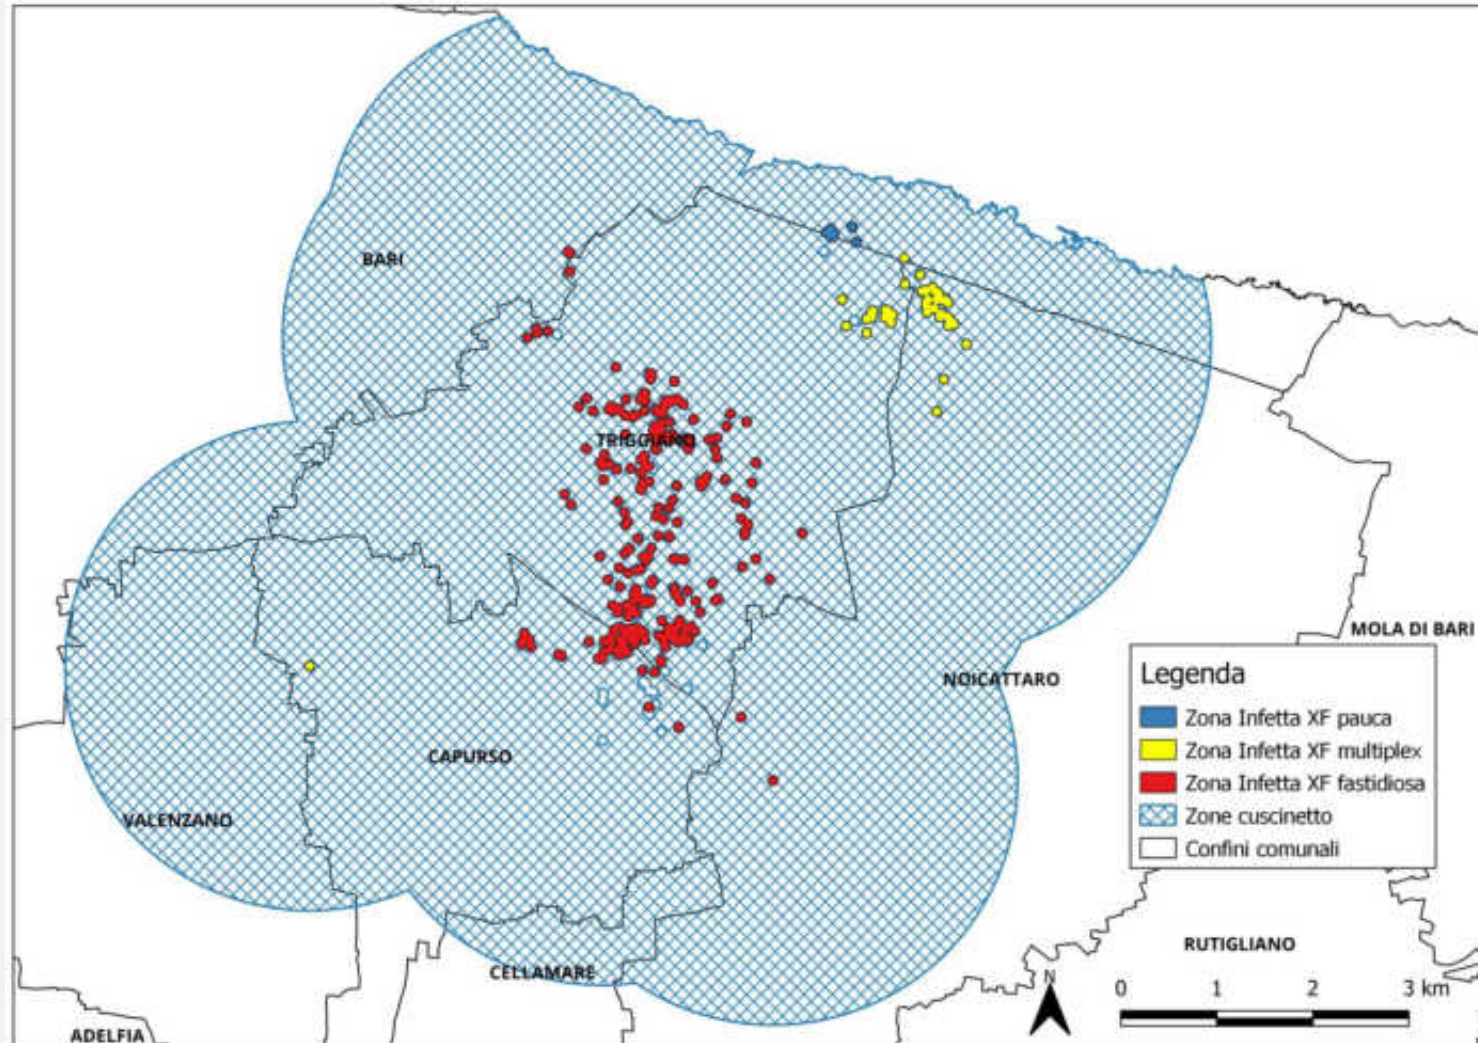 BARI
TRIGGIANO
MOLA DI BARI
NOICATTARO
CAPURSO
VALENZANO
CELLAMARE
RUTIGLIANO
ADELFIA
Legenda
Zona Infetta XF pauca
Zona Infetta XF multiplex
Zona Infetta XF fastidiosa
Zone cuscinetto
Confini comunali
N
0 1 2 3 km